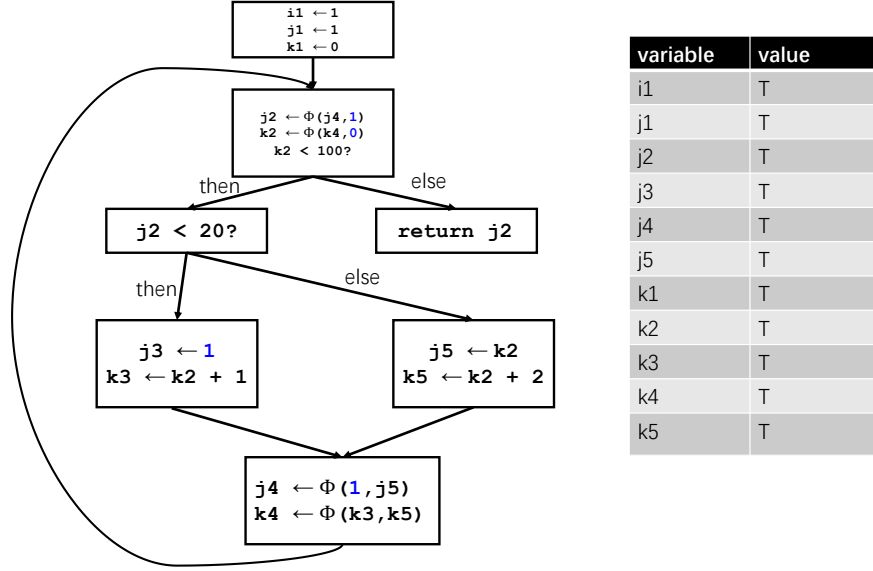 i1 ← 1
j1 ← 1
k1 ← 0
j2 ← Φ(j4,1)
k2 ← Φ(k4,0)
k2 < 100?
then
else
j2 < 20?
return j2
then
else
j3 ← 1
k3 ← k2 + 1
j5 ← k2
k5 ← k2 + 2
j4 ← Φ(1,j5)
k4 ← Φ(k3,k5)
variable value
i1 T
j1 T
j2 T
j3 T
j4 T
j5 T
k1 T
k2 T
k3 T
k4 T
k5 T